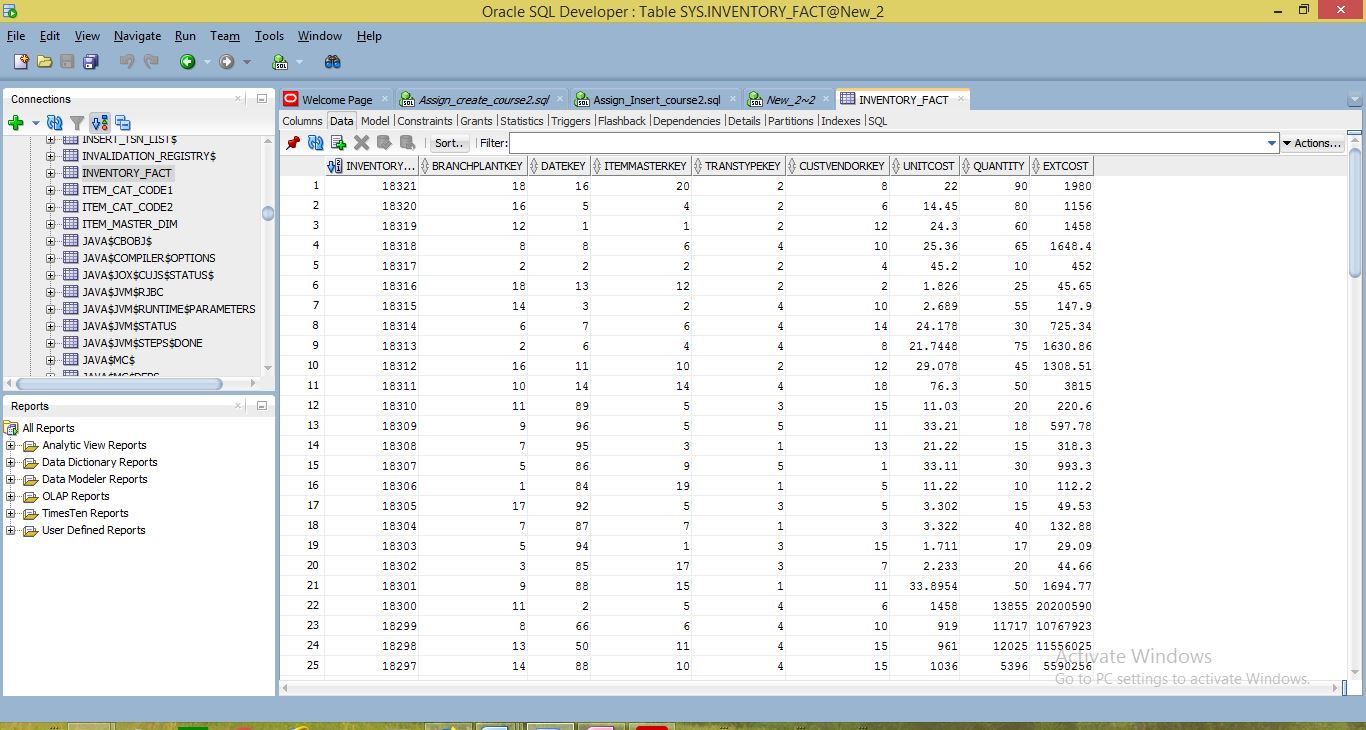 Oracle SQL Developer : Table SYS.INVENTORY_FACT@New_2
File Edit View Navigate Run Team Tools Window Help
Connections
INSERT_TSN_LIST$
INVALIDATION_REGISTRY$
INVENTORY_FACT
ITEM_CAT_CODE1
ITEM_CAT_CODE2
ITEM_MASTER_DIM
JAVA$CBOBJ$
JAVA$COMPILER$OPTIONS
JAVA$JOX$CUJS$STATUS$
JAVA$JVM$RJBC
JAVA$JVM$RUNTIME$PARAMETERS
JAVA$JVM$STATUS
JAVA$JVM$STEPS$DONE
JAVA$MC$
JAVA$MC$DEPS
Reports
All Reports
Analytic View Reports
Data Dictionary Reports
Data Modeler Reports
OLAP Reports
TimesTen Reports
User Defined Reports
Welcome Page Assign_create_course2.sql Assign_Insert_course2.sql New_2~2 INVENTORY_FACT
Columns Data Model Constraints Grants Statistics Triggers Flashback Dependencies Details Partitions Indexes SQL
Sort.. Filter: Actions...
INVENTORY... BRANCHPLANTKEY DATEKEY ITEMMASTERKEY TRANSTYPEKEY CUSTVENDORKEY UNITCOST QUANTITY EXTCOST
1 18321 18 16 20 2 8 22 90 1980
2 18320 16 5 4 2 6 14.45 80 1156
3 18319 12 1 1 2 12 24.3 60 1458
4 18318 8 8 6 4 10 25.36 65 1648.4
5 18317 2 2 2 2 4 45.2 10 452
6 18316 18 13 12 2 2 1.826 25 45.65
7 18315 14 3 2 4 10 2.689 55 147.9
8 18314 6 7 6 4 14 24.178 30 725.34
9 18313 2 6 4 4 8 21.7448 75 1630.86
10 18312 16 11 10 2 12 29.078 45 1308.51
11 18311 10 14 14 4 18 76.3 50 3815
12 18310 11 89 5 3 15 11.03 20 220.6
13 18309 9 96 5 5 11 33.21 18 597.78
14 18308 7 95 3 1 13 21.22 15 318.3
15 18307 5 86 9 5 1 33.11 30 993.3
16 18306 1 84 19 1 5 11.22 10 112.2
17 18305 17 92 5 3 5 3.302 15 49.53
18 18304 7 87 7 1 3 3.322 40 132.88
19 18303 5 94 1 3 15 1.711 17 29.09
20 18302 3 85 17 3 7 2.233 20 44.66
21 18301 9 88 15 1 11 33.8954 50 1694.77
22 18300 11 2 5 4 6 1458 13855 20200590
23 18299 8 66 6 4 10 919 11717 10767923
24 18298 13 50 11 4 15 961 12025 11556025
25 18297 14 88 10 4 15 1036 5396 5590256
Activate Windows
Go to PC settings to activate Windows.